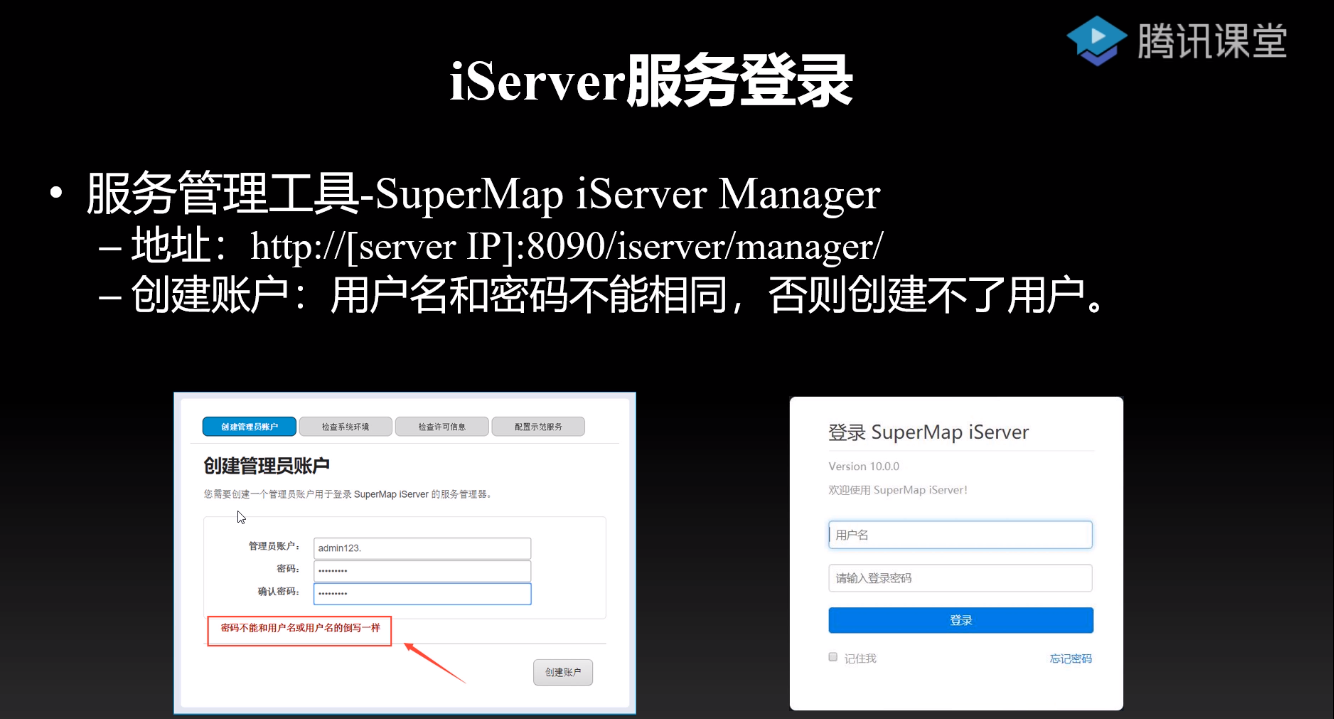 腾讯课堂
iServer服务登录
• 服务管理工具-SuperMap iServer Manager
– 地址：http://[server IP]:8090/iserver/manager/
– 创建账户：用户名和密码不能相同，否则创建不了用户。
创建管理员账户 检查系统环境 检查许可信息 配置示范服务
创建管理员账户
您需要创建一个管理员账户用于登录 SuperMap iServer 的服务管理器。
管理员账户： admin123.
密码： •••••••••
确认密码： •••••••••
密码不能和用户名或用户名的倒写一样
创建账户
登录 SuperMap iServer
Version 10.0.0
欢迎使用 SuperMap iServer!
用户名
请输入登录密码
登录
记住我 忘记密码